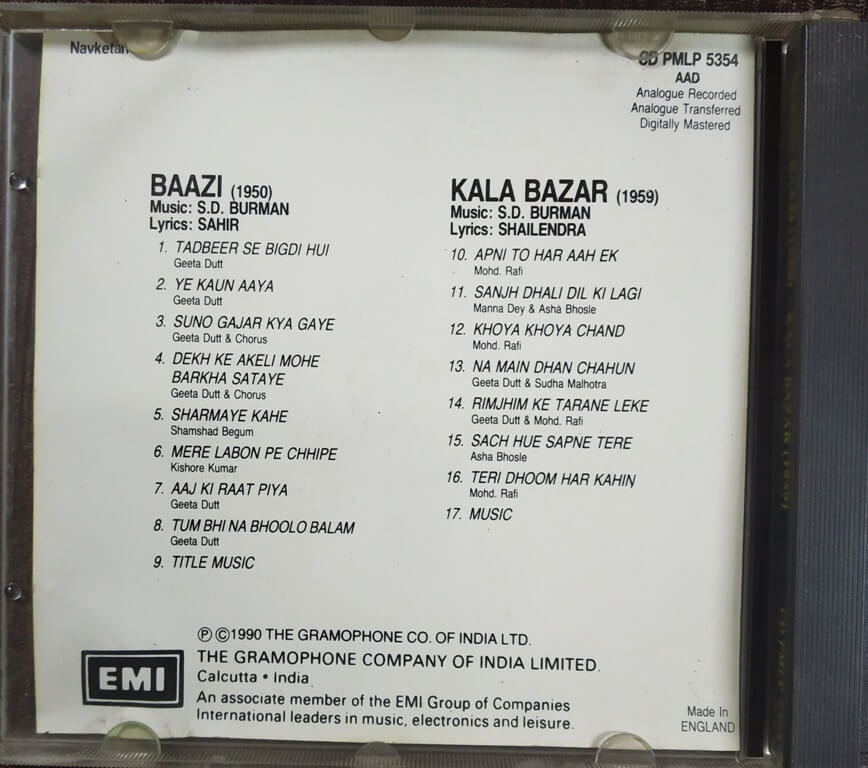 Navketan
CD PMLP 5354
AAD
Analogue Recorded
Analogue Transferred
Digitally Mastered
BAAZI (1950)
Music: S.D. BURMAN
Lyrics: SAHIR
1. TADBEER SE BIGDI HUI
Geeta Dutt
2. YE KAUN AAYA
Geeta Dutt
3. SUNO GAJAR KYA GAYE
Geeta Dutt & Chorus
4. DEKH KE AKELI MOHE
BARKHA SATAYE
Geeta Dutt & Chorus
5. SHARMAYE KAHE
Shamshad Begum
6. MERE LABON PE CHHIPE
Kishore Kumar
7. AAJ KI RAAT PIYA
Geeta Dutt
8. TUM BHI NA BHOOLO BALAM
Geeta Dutt
9. TITLE MUSIC
KALA BAZAR (1959)
Music: S.D. BURMAN
Lyrics: SHAILENDRA
10. APNI TO HAR AAH EK
Mohd. Rafi
11. SANJH DHALI DIL KI LAGI
Manna Dey & Asha Bhosle
12. KHOYA KHOYA CHAND
Mohd. Rafi
13. NA MAIN DHAN CHAHUN
Geeta Dutt & Sudha Malhotra
14. RIMJHIM KE TARANE LEKE
Geeta Dutt & Mohd. Rafi
15. SACH HUE SAPNE TERE
Asha Bhosle
16. TERI DHOOM HAR KAHIN
Mohd. Rafi
17. MUSIC
EMI
℗ ©1990 THE GRAMOPHONE CO. OF INDIA LTD.
THE GRAMOPHONE COMPANY OF INDIA LIMITED.
Calcutta • India
An associate member of the EMI Group of Companies
International leaders in music, electronics and leisure.
Made In
ENGLAND